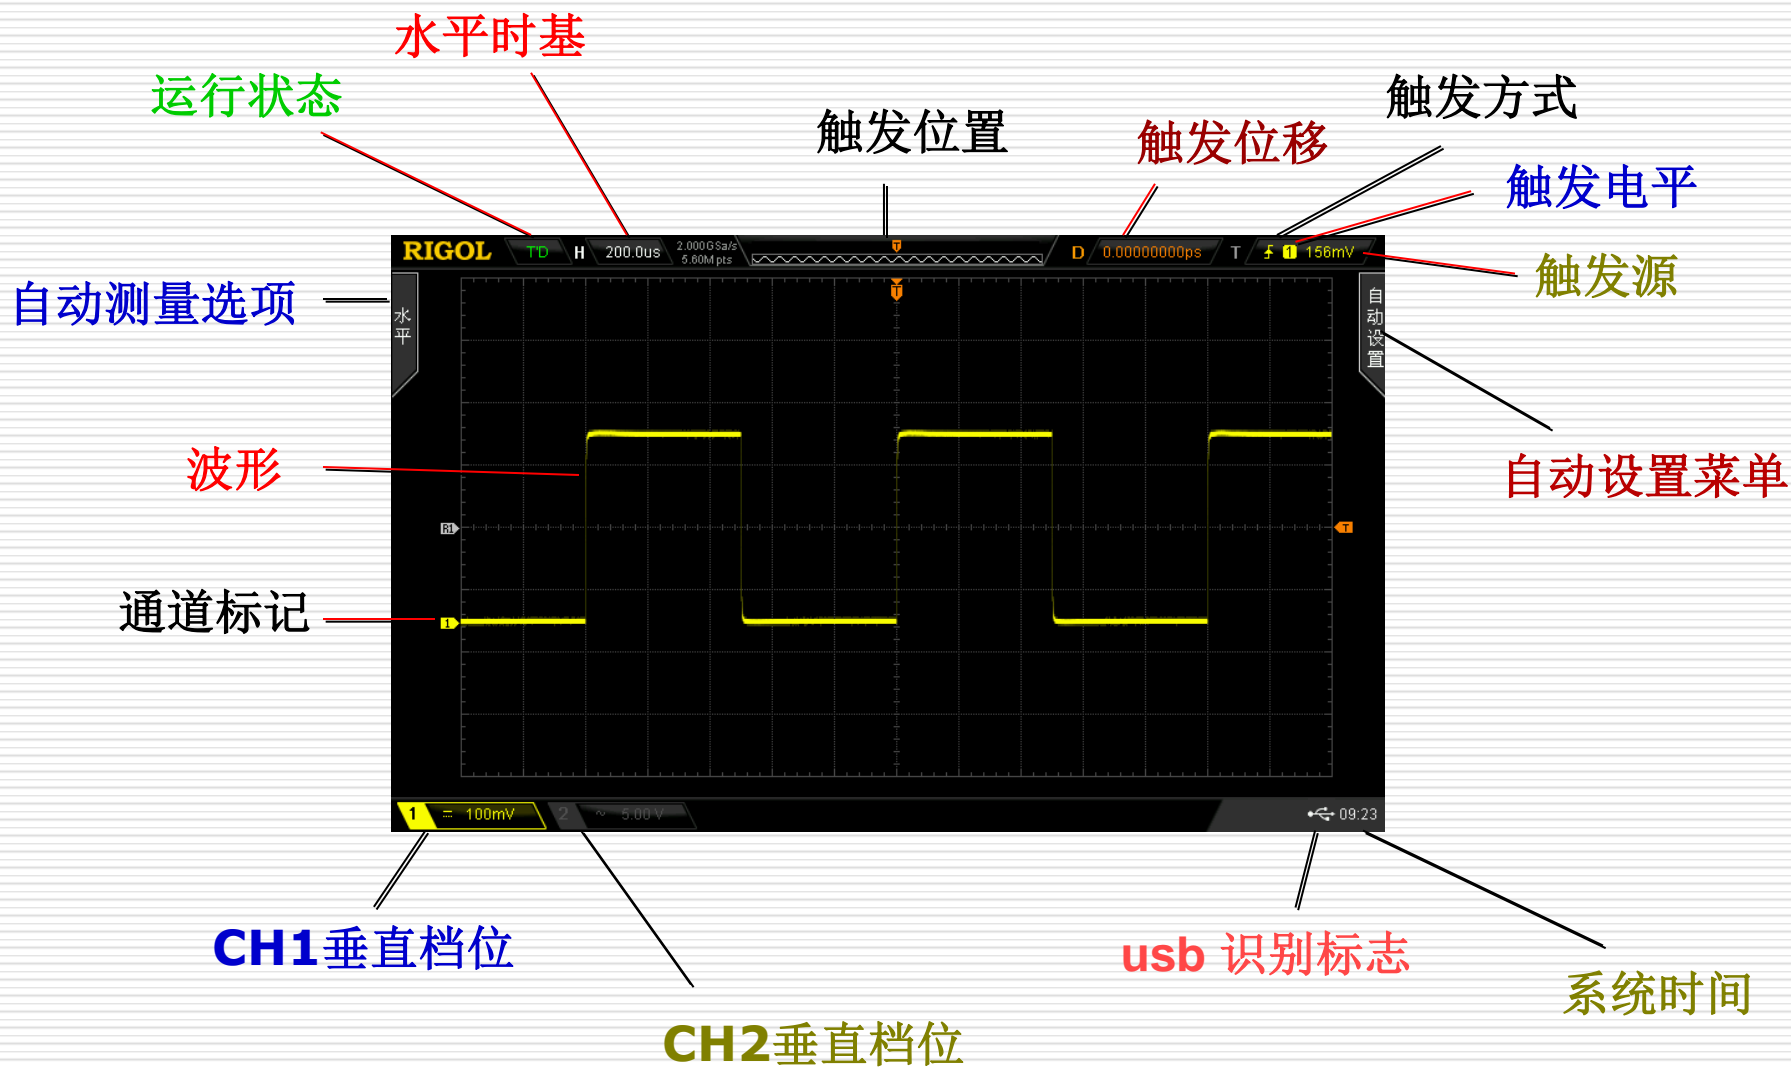 水平时基
运行状态
触发方式
触发位置
触发位移
触发电平
触发源
RIGOL T'D H 200.0us 2.000GSa/s 5.60M pts T D 0.00000000ps T 1 156mV
T
自动测量选项
水平
自动设置
自动设置菜单
波形
R1
T
通道标记
1
1 100mV 2 5.00 V 09:23
CH1垂直档位
usb 识别标志
系统时间
CH2垂直档位